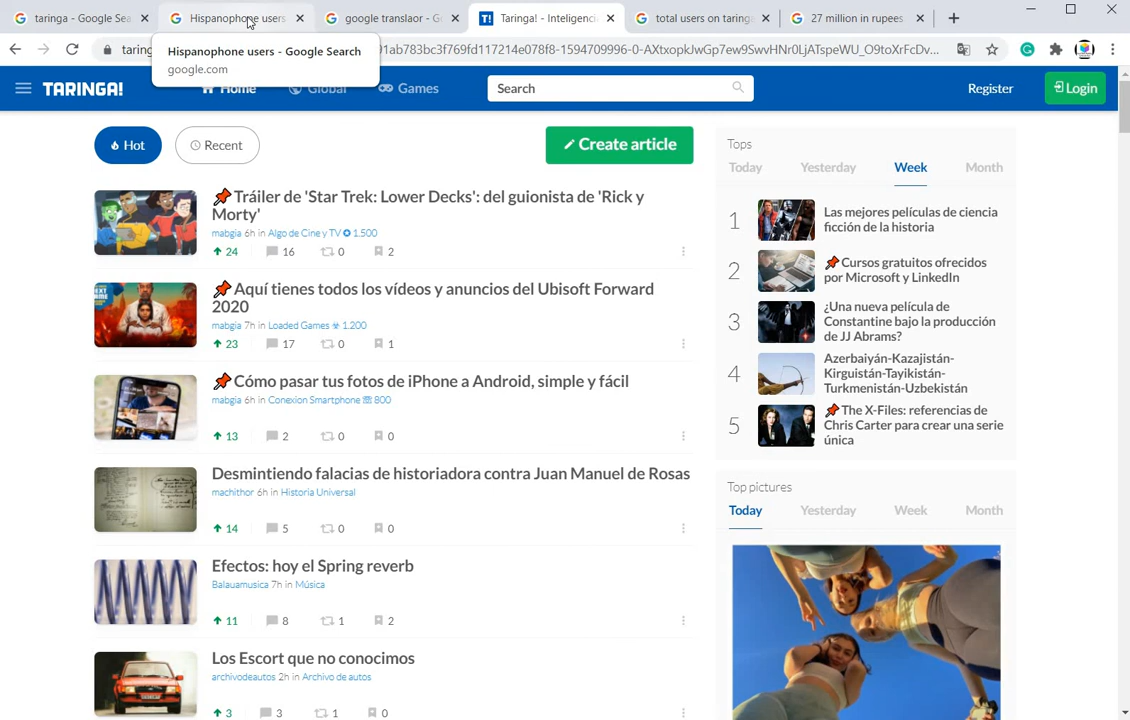 taringa - Google Sea
Hispanophone users
google translaor - G
Taringa! - Inteligenci
total users on taringa
27 million in rupees
taring
91ab783bc3f769fd117214e078f8-1594709996-0-AXtxopkJwGp7ew9SwvHNr0LjATspeWU_O9toXrFcDv...
Hispanophone users - Google Search
google.com
TARINGA!
Home
Global
Games
Search
Register
Login
Hot
Recent
Create article
Tráiler de 'Star Trek: Lower Decks': del guionista de 'Rick y
Morty'
mabgia 6h in Algo de Cine y TV ✪ 1.500
24 16 0 2
Aquí tienes todos los vídeos y anuncios del Ubisoft Forward
2020
mabgia 7h in Loaded Games ☣ 1.200
23 17 0 1
Cómo pasar tus fotos de iPhone a Android, simple y fácil
mabgia 6h in Conexion Smartphone ☏ 800
13 2 0 0
Desmintiendo falacias de historiadora contra Juan Manuel de Rosas
machithor 6h in Historia Universal
14 5 0 0
Efectos: hoy el Spring reverb
Balauamusica 7h in Música
11 8 1 2
Los Escort que no conocimos
archivodeautos 2h in Archivo de autos
3 3 1 0
Tops
Today Yesterday Week Month
1 Las mejores películas de ciencia
ficción de la historia
2 Cursos gratuitos ofrecidos
por Microsoft y LinkedIn
3 ¿Una nueva película de
Constantine bajo la producción
de JJ Abrams?
4 Azerbaiyán-Kazajistán-
Kirguistán-Tayikistán-
Turkmenistán-Uzbekistán
5 The X-Files: referencias de
Chris Carter para crear una serie
única
Top pictures
Today Yesterday Week Month